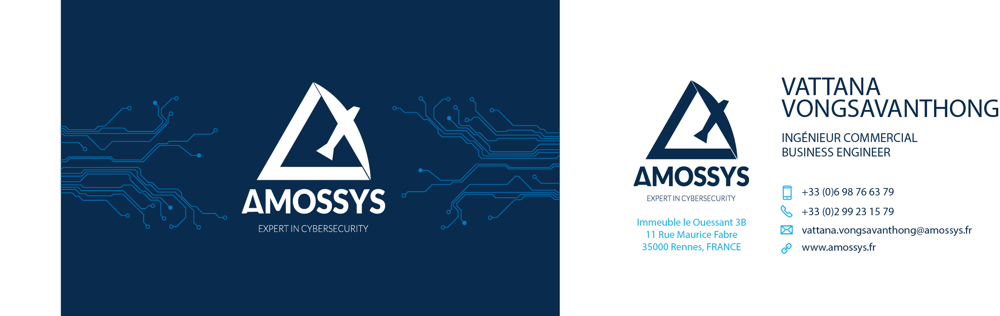 AMOSSYS
EXPERT IN CYBERSECURITY
AMOSSYS
EXPERT IN CYBERSECURITY
Immeuble le Ouessant 3B
11 Rue Maurice Fabre
35000 Rennes, FRANCE
VATTANA
VONGSAVANTHONG
INGÉNIEUR COMMERCIAL
BUSINESS ENGINEER
+33 (0)6 98 76 63 79
+33 (0)2 99 23 15 79
vattana.vongsavanthong@amossys.fr
www.amossys.fr